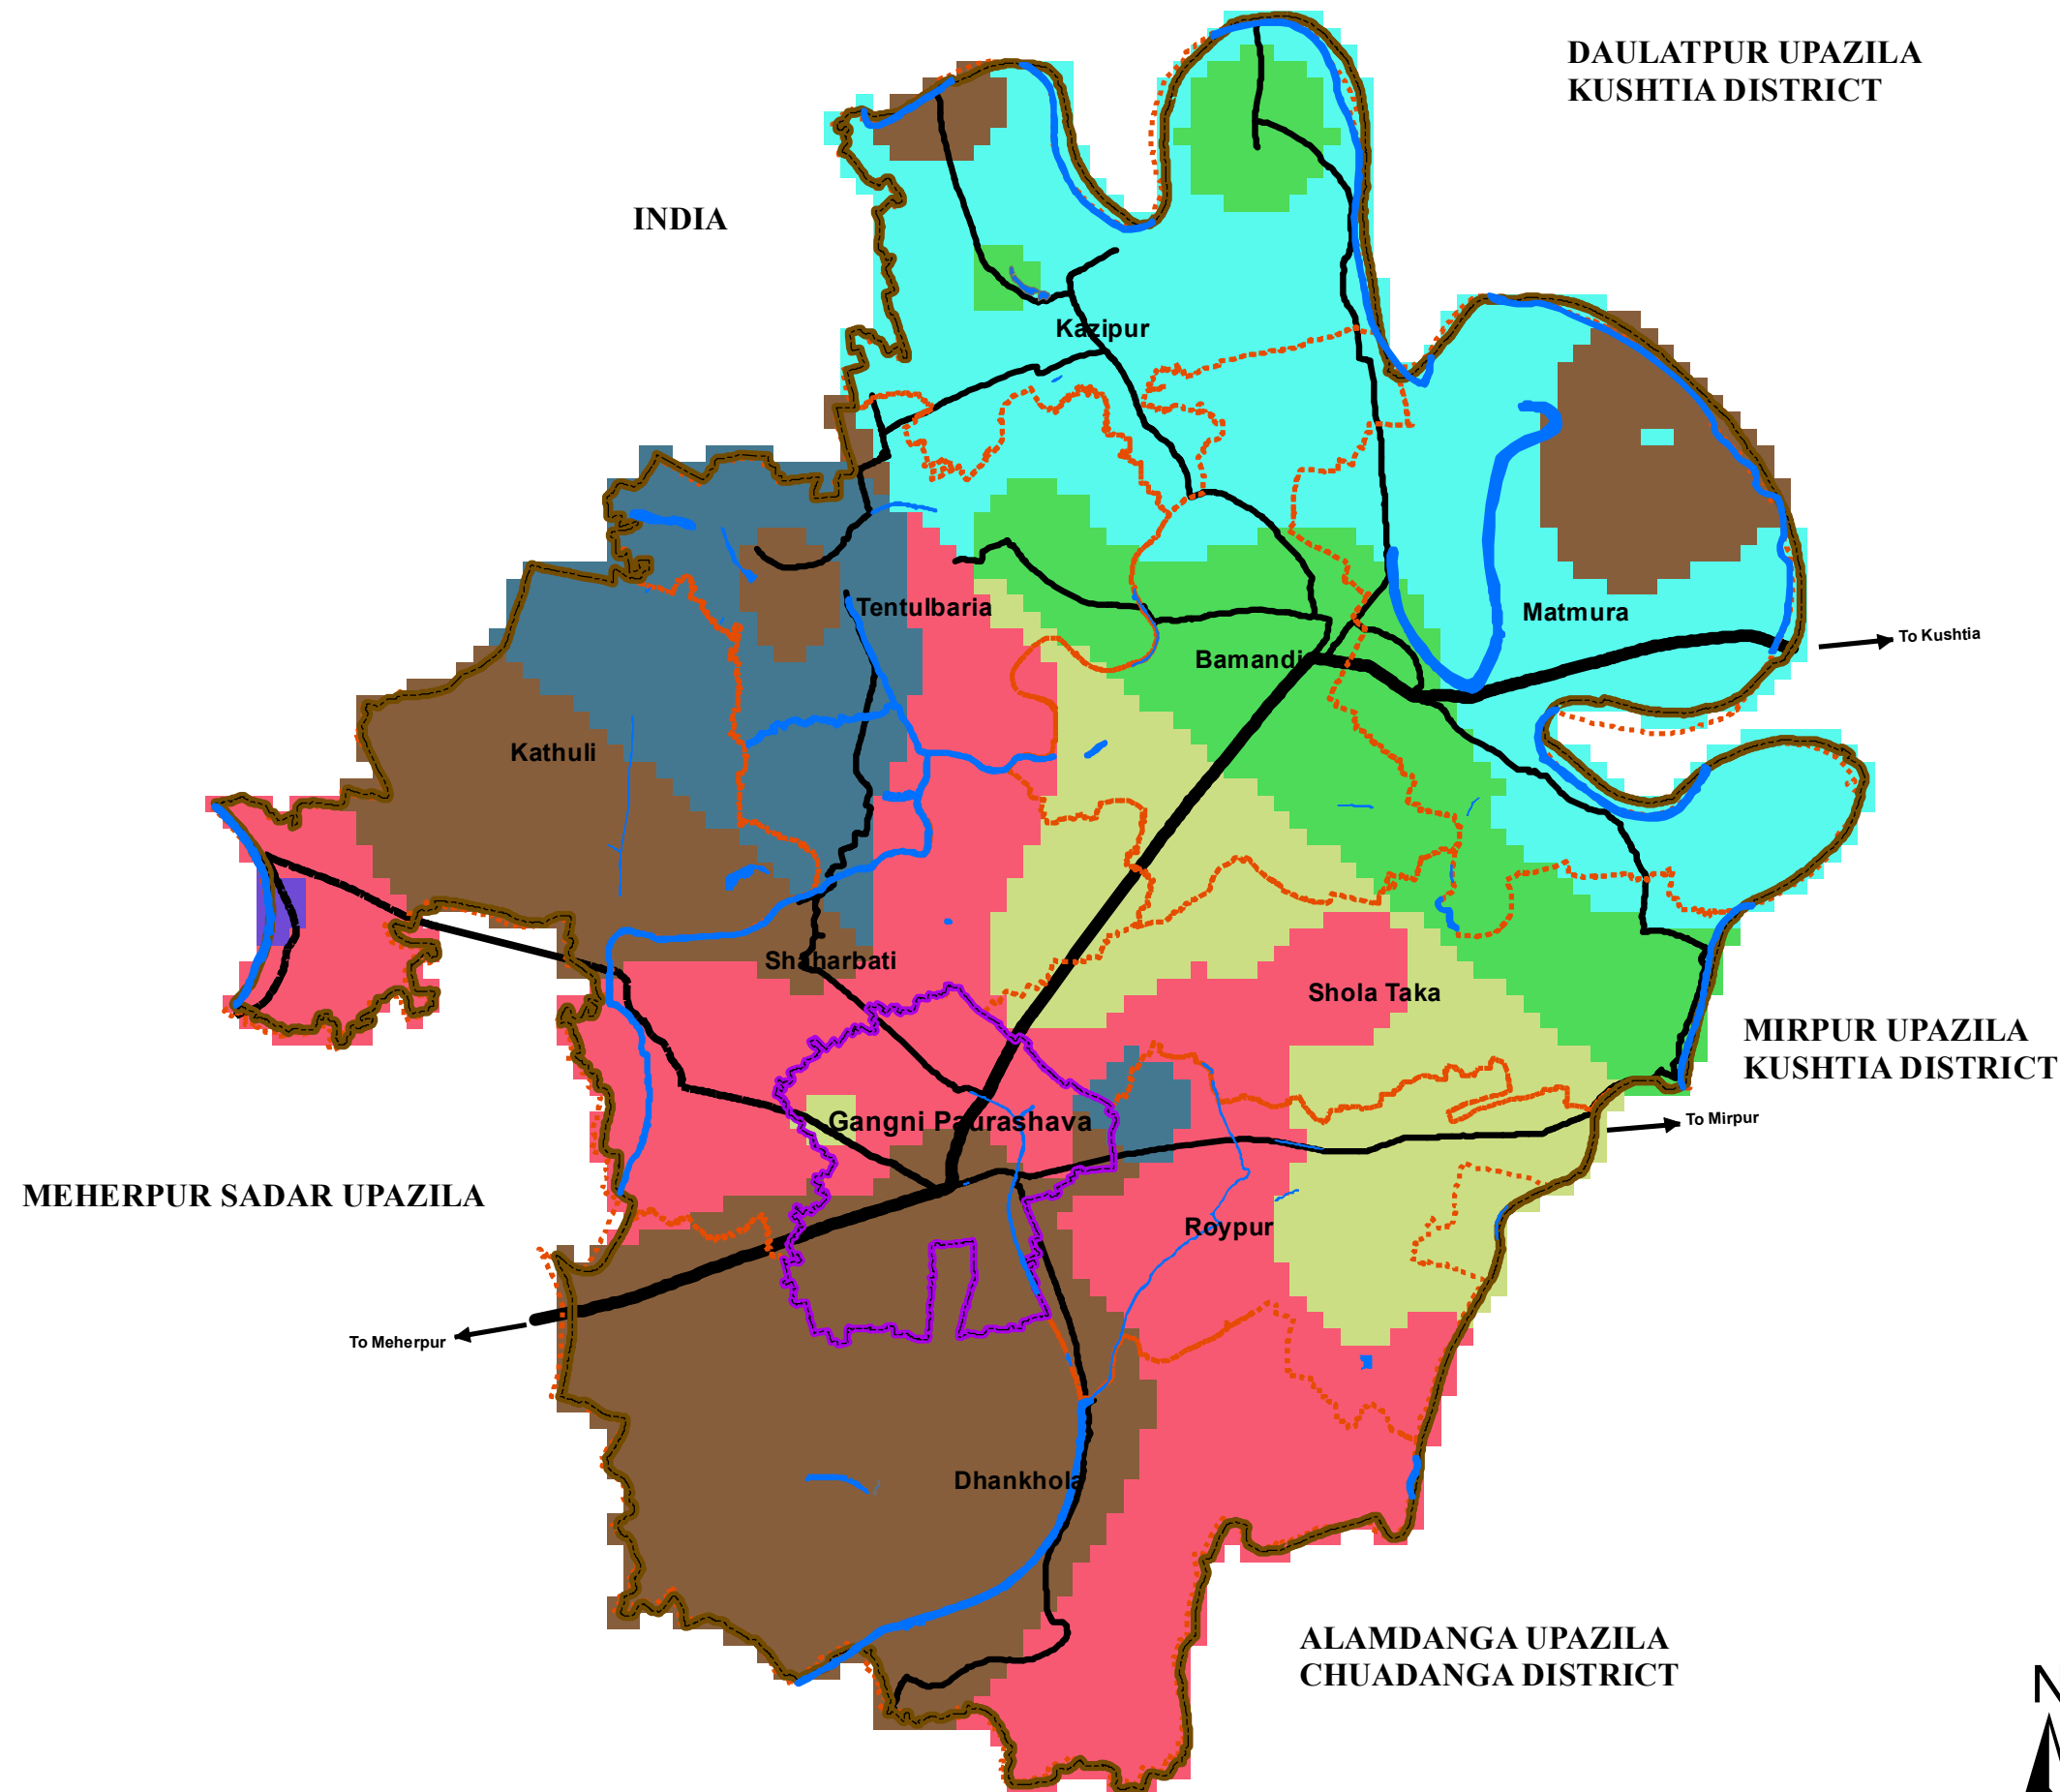 DAULATPUR UPAZILA
KUSHTIA DISTRICT
INDIA
Kazipur
Tentulbaria
Matmura
To Kushtia
Bamandi
Kathuli
Shaharbati
Shola Taka
MIRPUR UPAZILA
KUSHTIA DISTRICT
Gangni Paurashava
To Mirpur
MEHERPUR SADAR UPAZILA
Roypur
To Meherpur
Dhankhola
ALAMDANGA UPAZILA
CHUADANGA DISTRICT
N